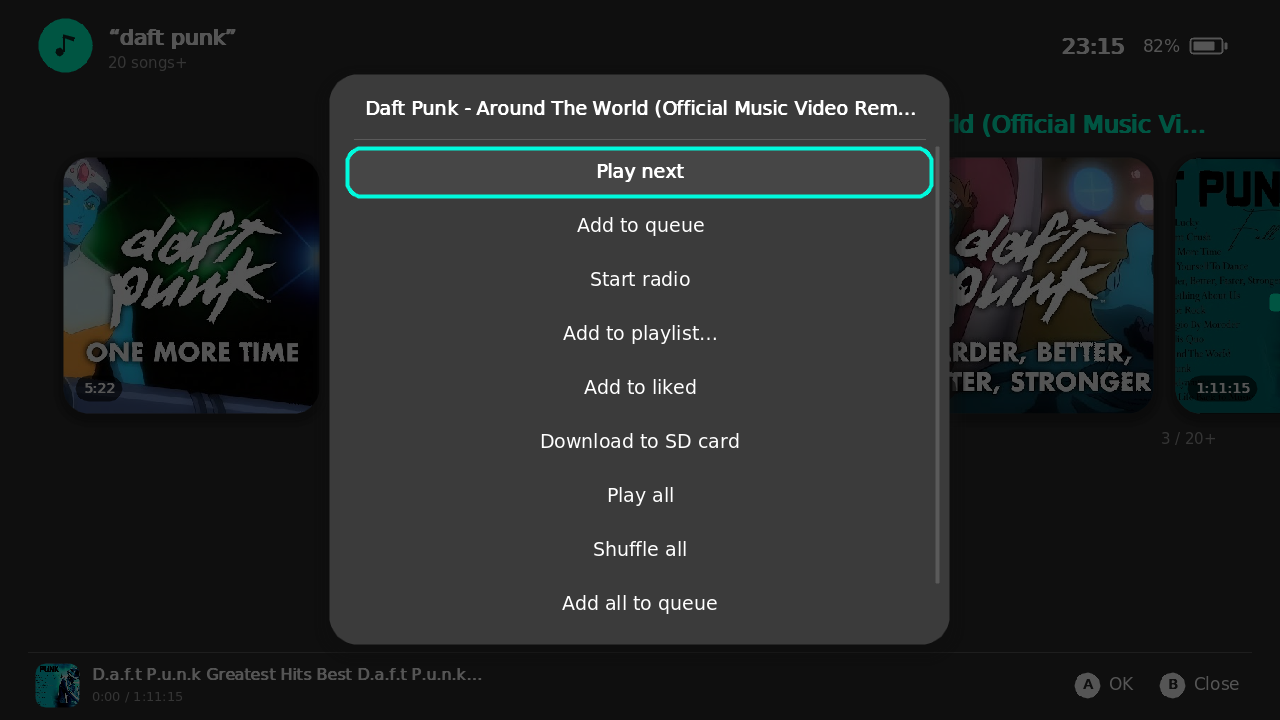 “daft punk”
20 songs+
23:15
82%
Daft Punk - Around The World (Official Music Video Rem...
rld (Official Music Vi...
Play next
Add to queue
Start radio
Add to playlist...
Add to liked
Download to SD card
Play all
Shuffle all
Add all to queue
daft punk
ONE MORE TIME
5:22
daft punk
RDER, BETTER,
TER, STRONGER
T PUN
1:11:15
3 / 20+
PUNK
D.a.f.t P.u.n.k Greatest Hits Best D.a.f.t P.u.n.k...
0:00 / 1:11:15
A OK
B Close